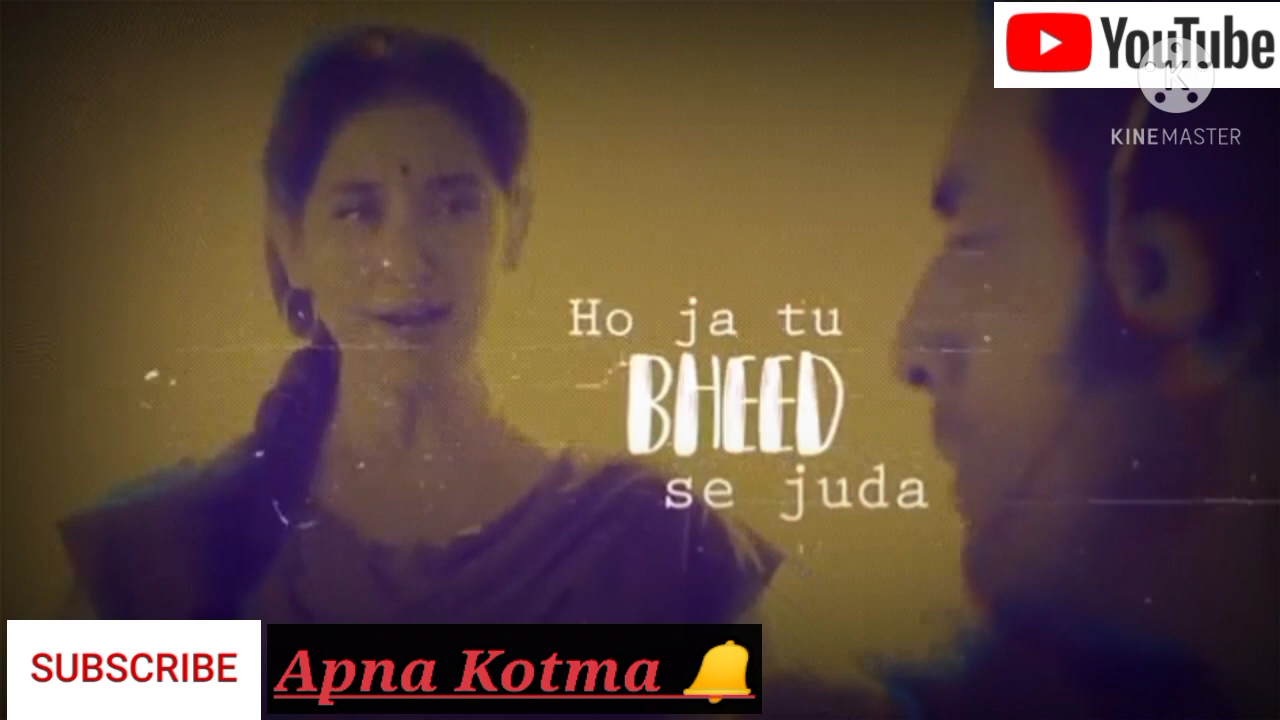 YouTube
KINEMASTER
Ho ja tu
BHEED
se juda
SUBSCRIBE
Apna Kotma